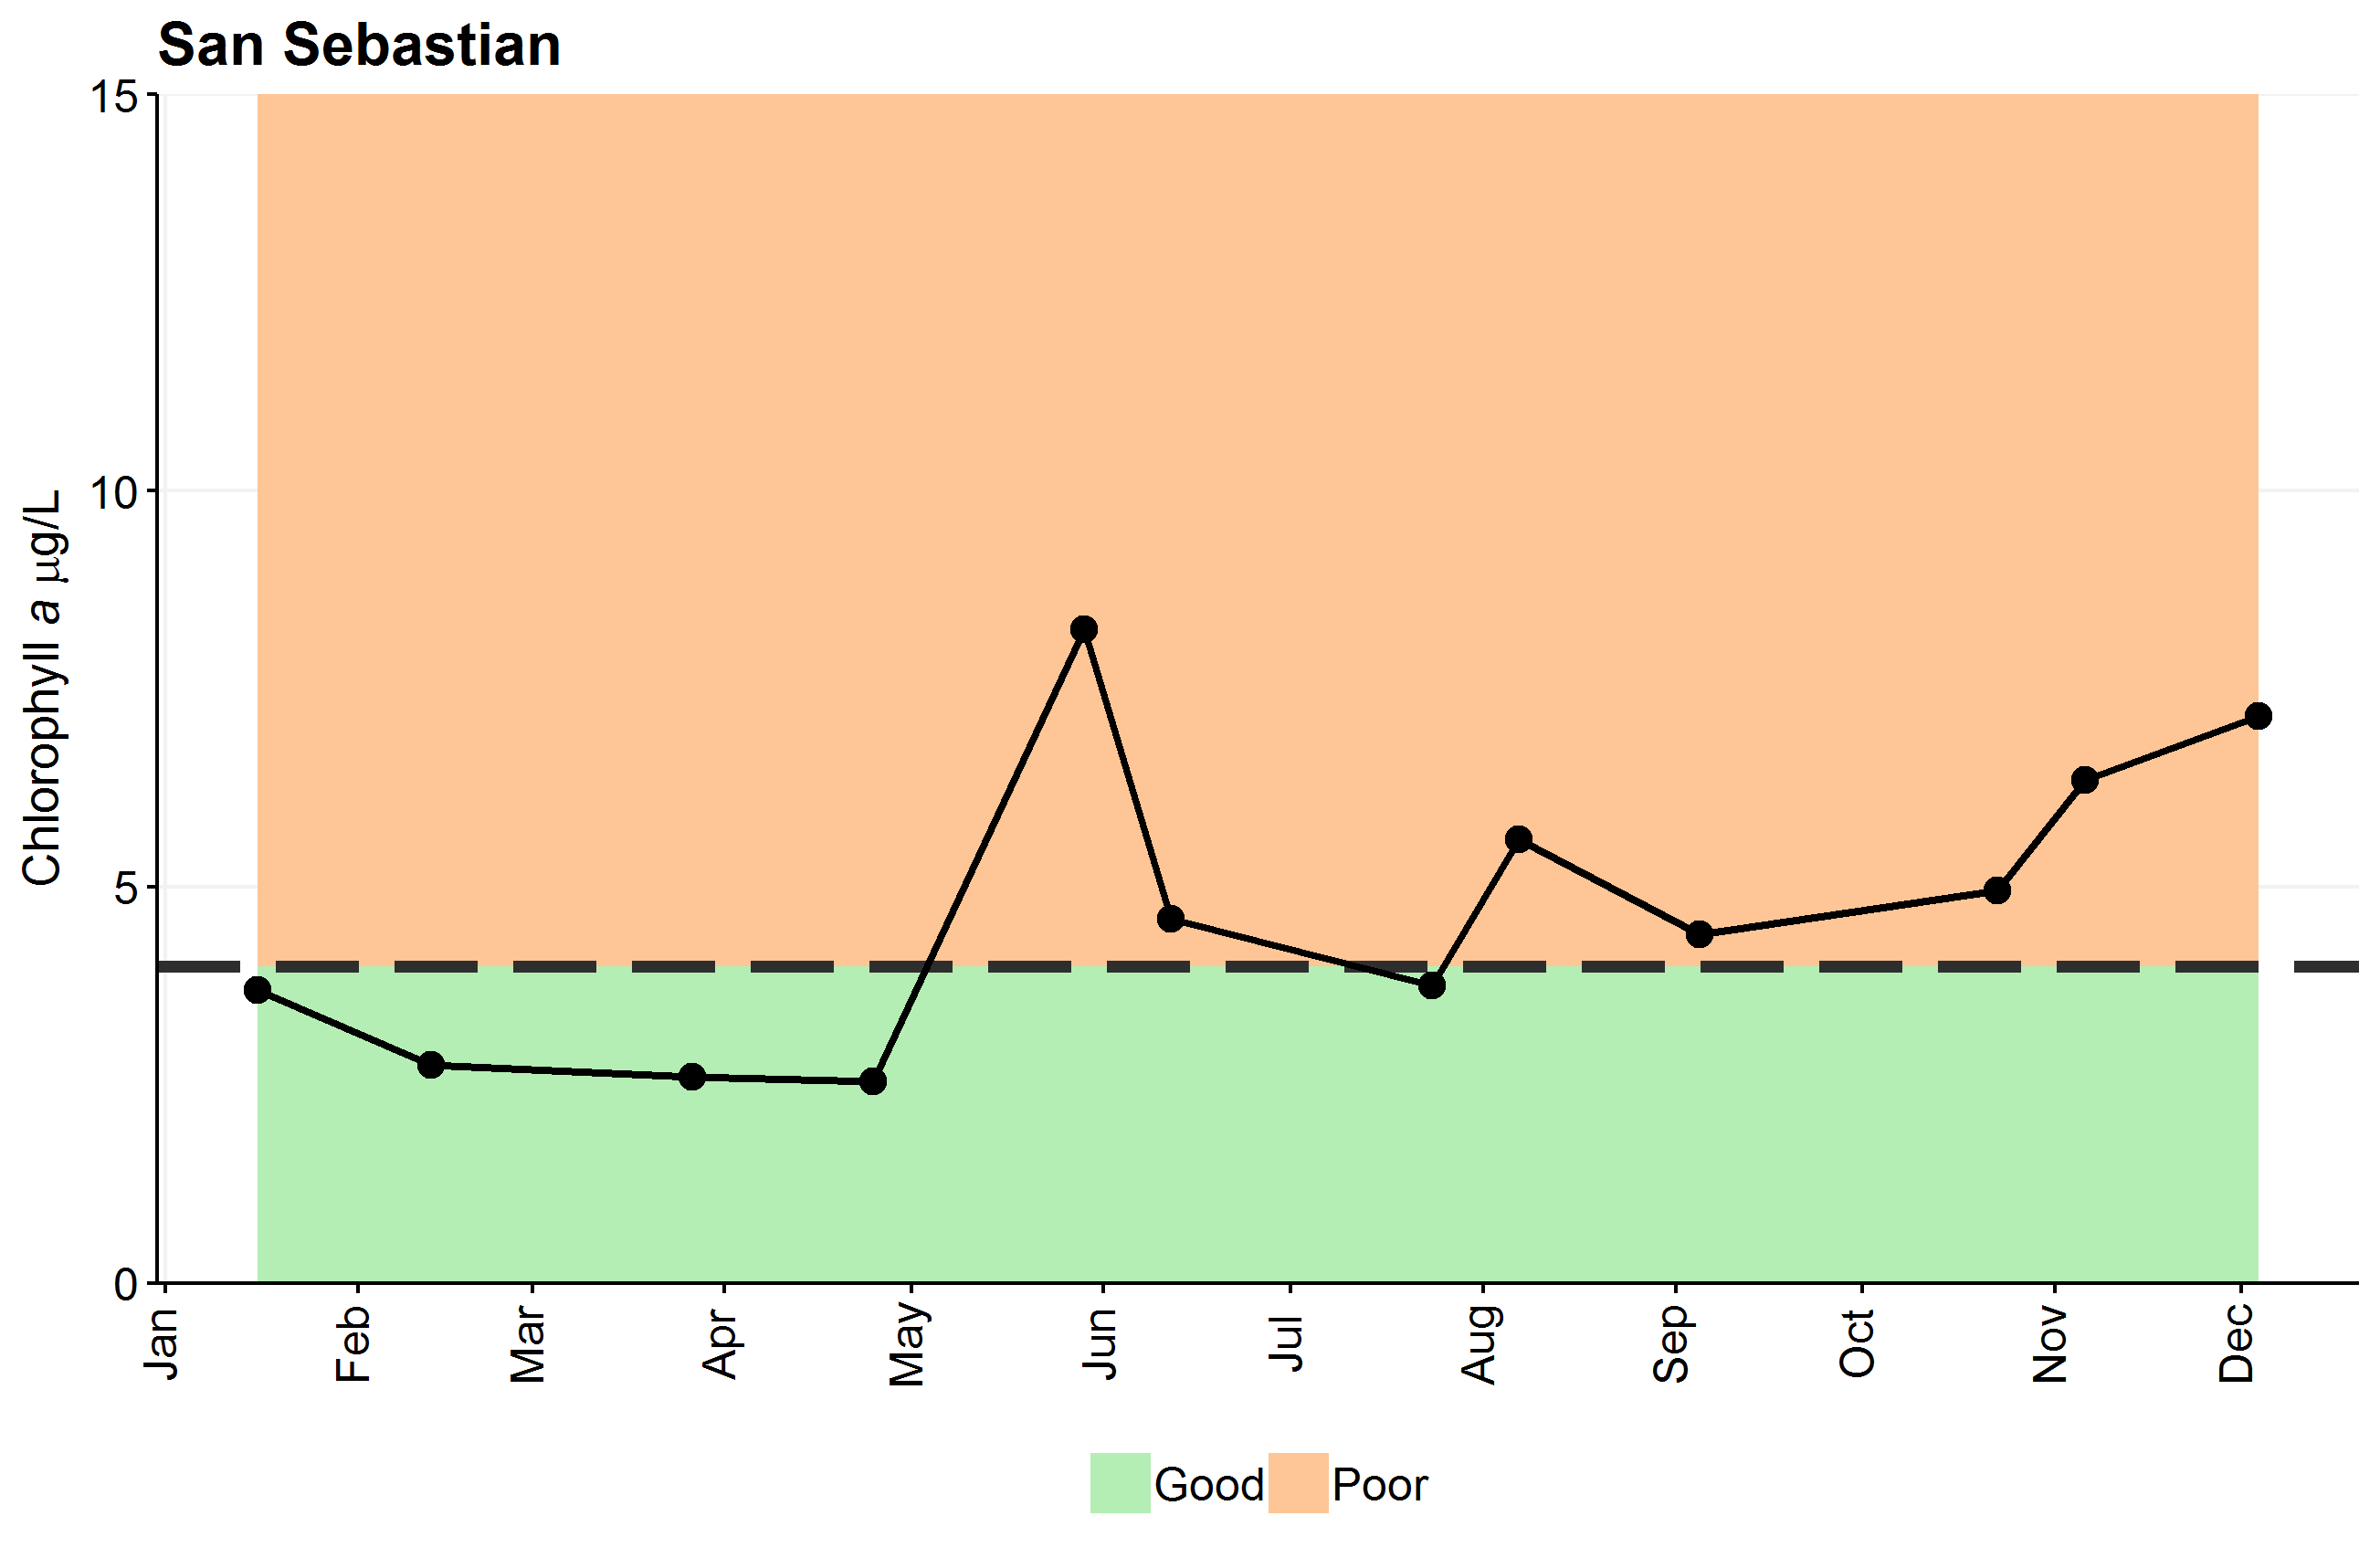 San Sebastian
15
10
5
0
Chlorophyll a µg/L
Jan Feb Mar Apr May Jun Jul Aug Sep Oct Nov Dec
Good Poor